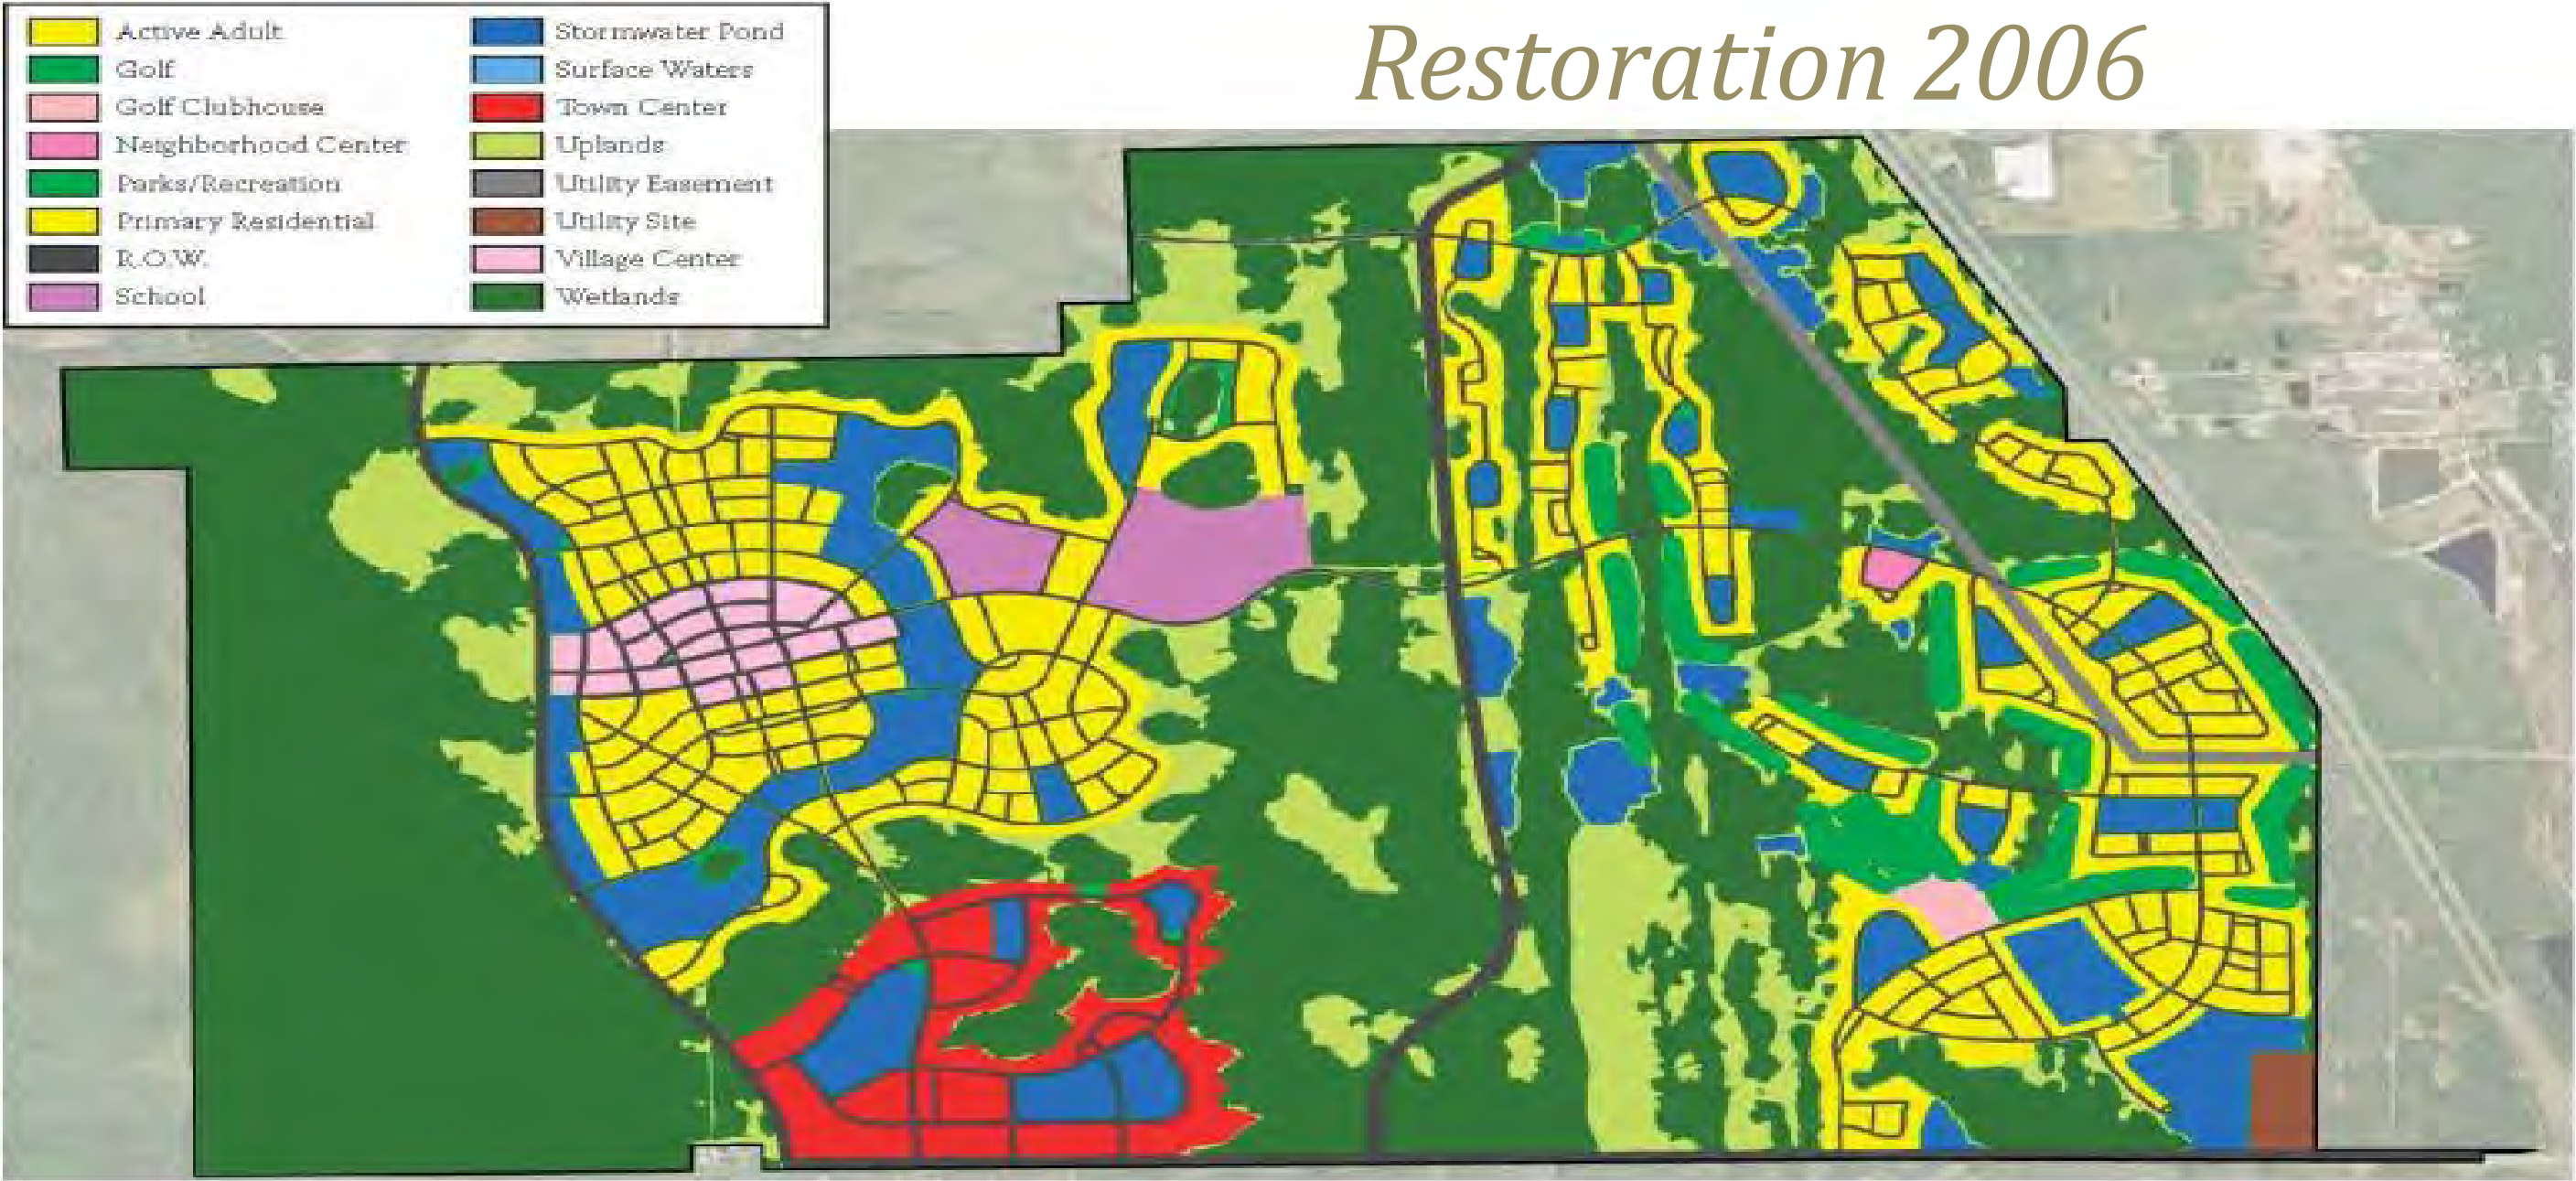 Restoration 2006
Active Adult
Golf
Golf Clubhouse
Neighborhood Center
Parks/Recreation
Primary Residential
R.O.W.
School
Stormwater Pond
Surface Waters
Town Center
Uplands
Utility Easement
Utility Site
Village Center
Wetlands